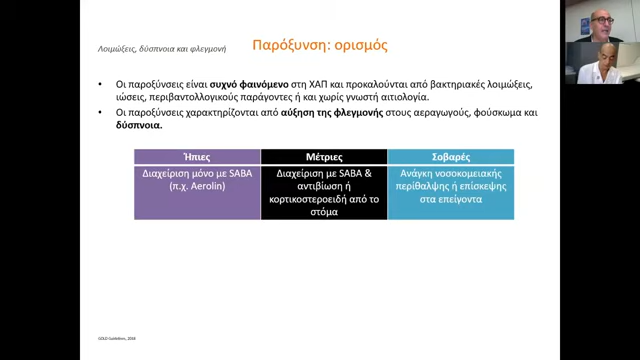 Λοιμώξεις, δύσπνοια και φλεγμονή
Παρόξυνση: ορισμός
• Οι παροξύνσεις είναι συχνό φαινόμενο στη ΧΑΠ και προκαλούνται από βακτηριακές λοιμώξεις,
ιώσεις, περιβαντολλογικούς παράγοντες ή και χωρίς γνωστή αιτιολογία.
• Οι παροξύνσεις χαρακτηρίζονται από αύξηση της φλεγμονής στους αεραγωγούς, φούσκωμα και
δύσπνοια.
Ήπιες
Διαχείριση μόνο με SABA
(π.χ. Aerolin)
Μέτριες
Διαχείριση με SABA &
αντιβίωση ή
κορτικοστεροειδή από το
στόμα
Σοβαρές
Ανάγκη νοσοκομειακής
περίθαλψης ή επίσκεψης
στα επείγοντα
GOLD Guidelines, 2018